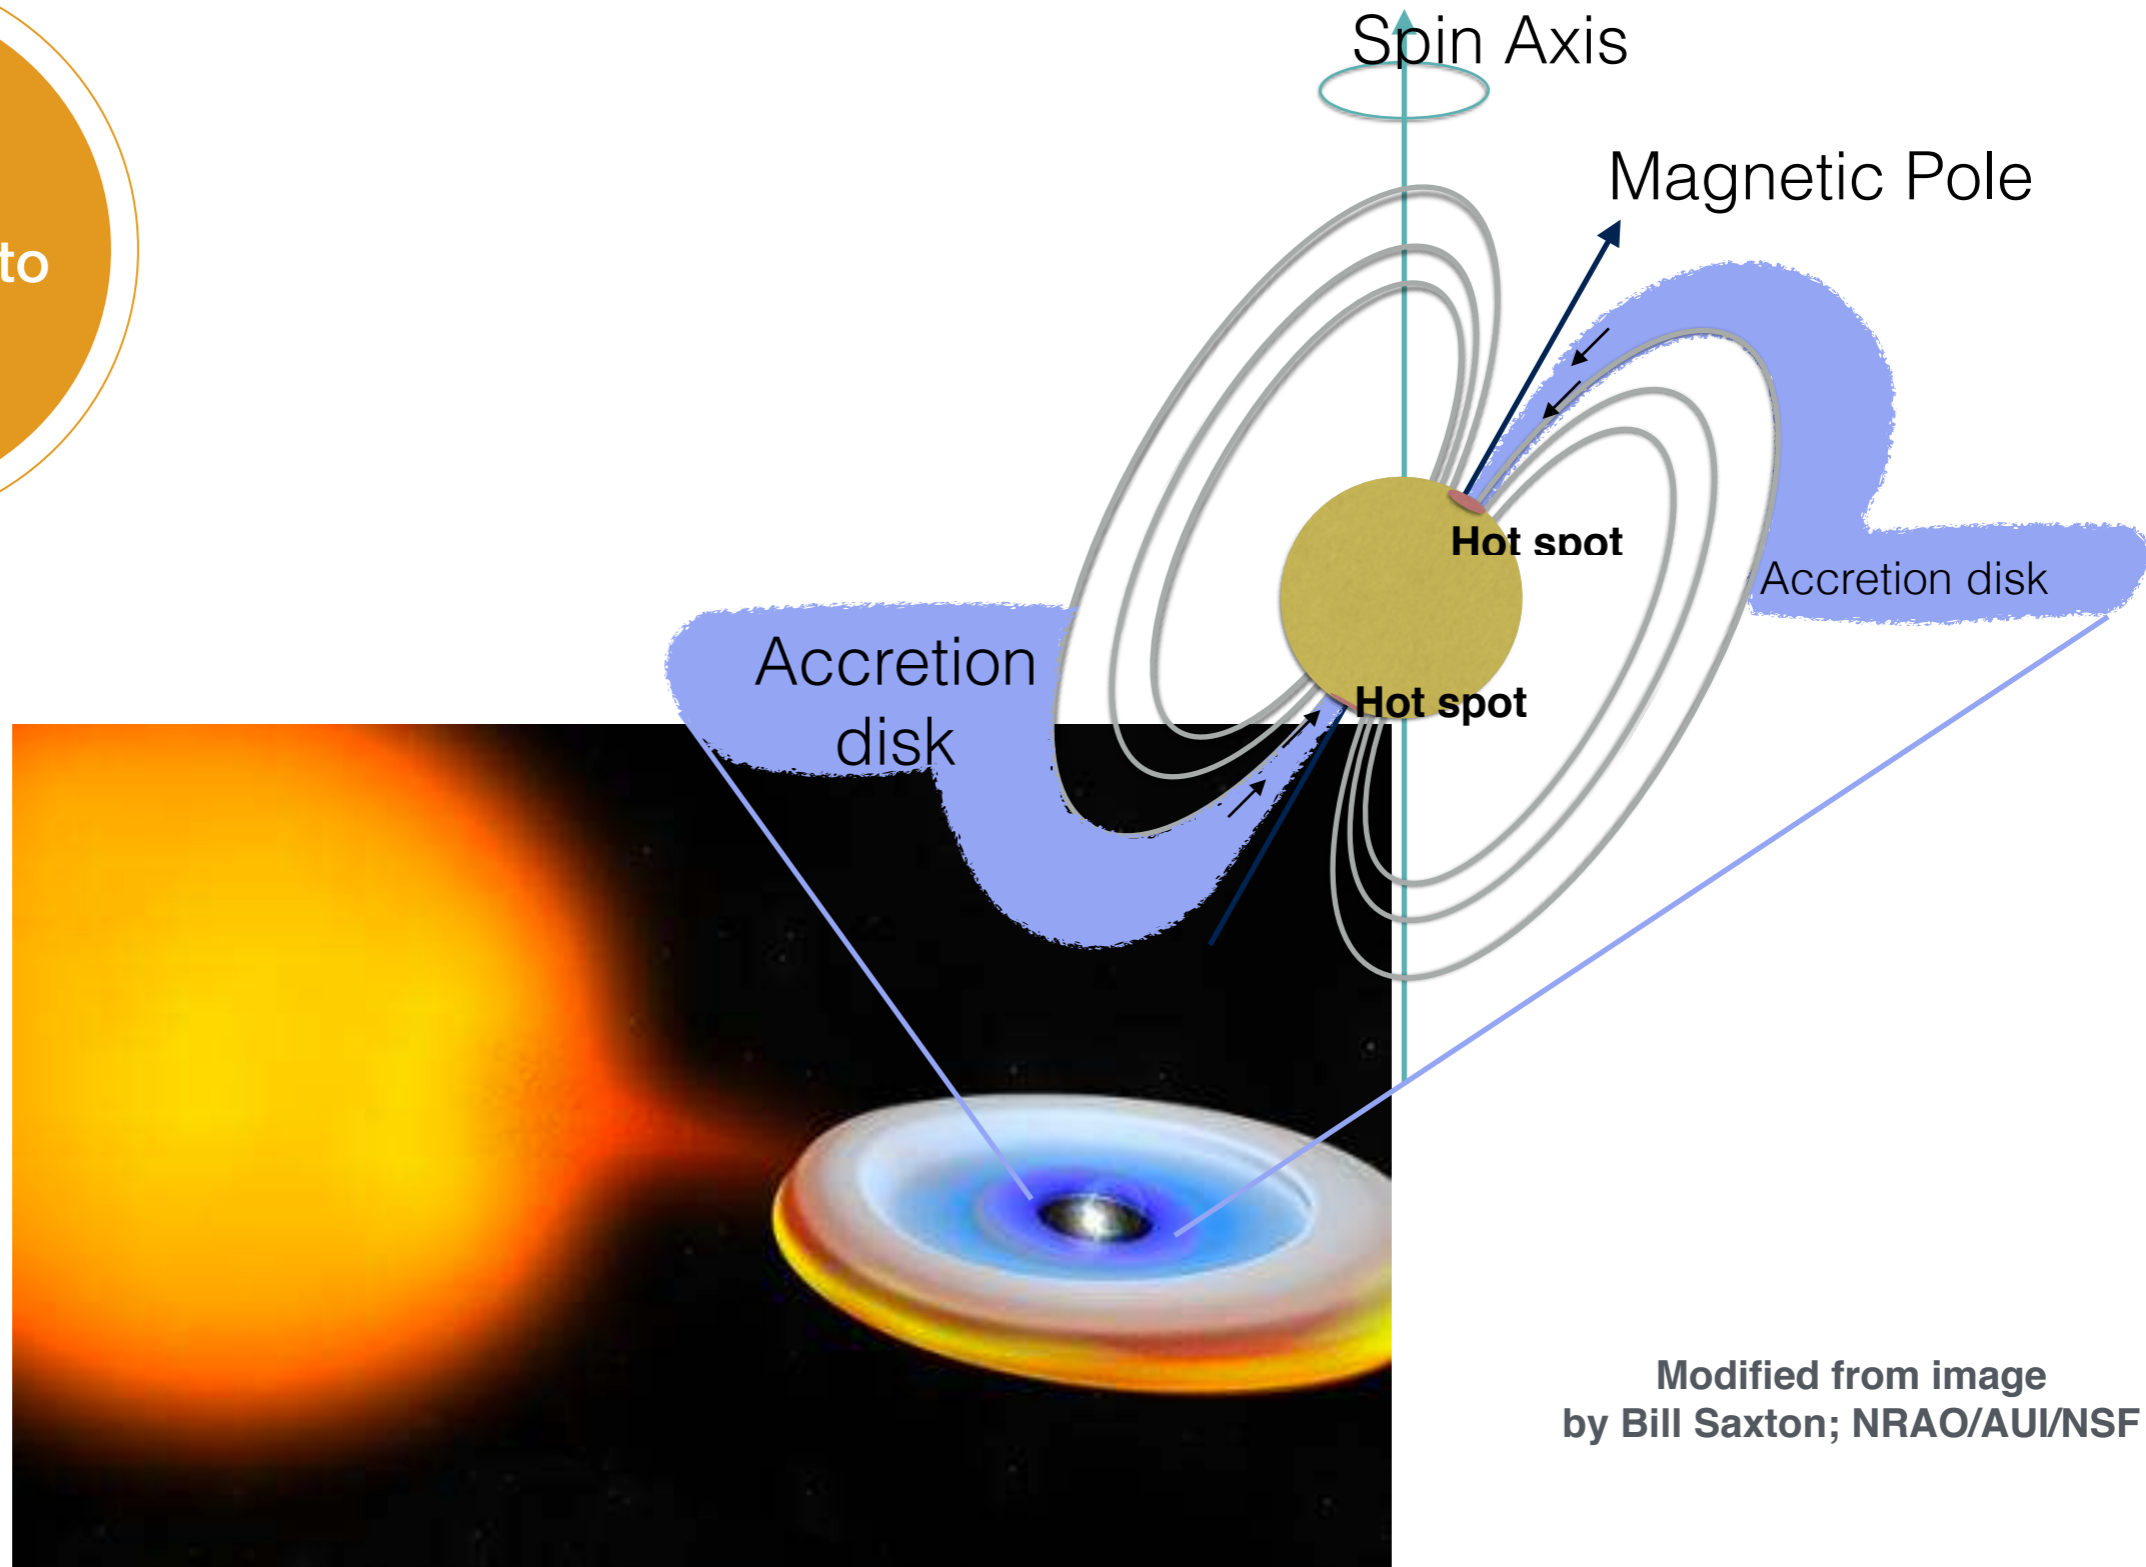 Spin Axis
Magnetic Pole
to
Hot spot
Accretion disk
Accretion
disk
Hot spot
Modified from image
by Bill Saxton; NRAO/AUI/NSF